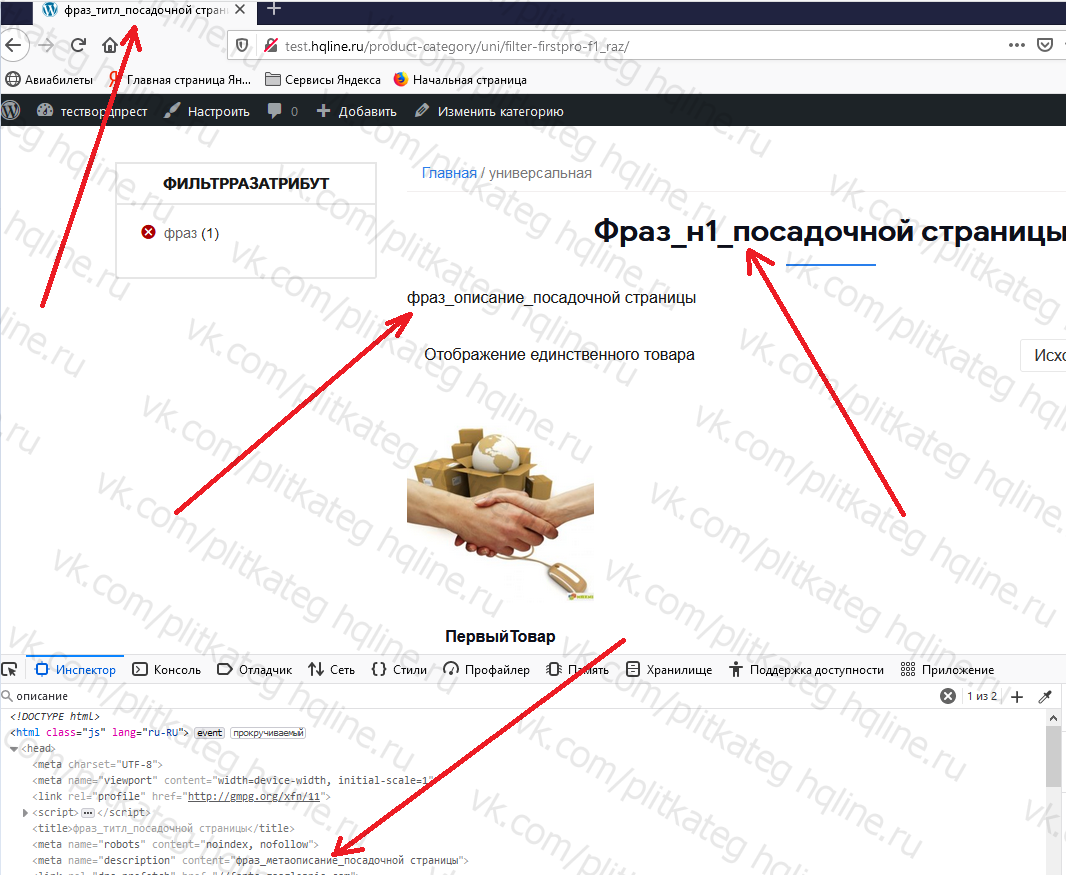 фраз_титл_посадочной стран
test.hqline.ru/product-category/uni/filter-firstpro-f1_raz/
Авиабилеты Главная страница Ян... Сервисы Яндекса Начальная страница
тествордпрест Настроить 0 Добавить Изменить категорию
Главная / универсальная
ФИЛЬТРРАЗАТРИБУТ
фраз (1)
Фраз_н1_посадочной страницы
фраз_описание_посадочной страницы
Отображение единственного товара
Исхо
ПервыйТовар
Инспектор Консоль Отладчик Сеть Стили Профайлер Память Хранилище Поддержка доступности Приложение
описание 1 из 2
<!DOCTYPE html>
<html class="js" lang="ru-RU"> event прокручиваемый
<head>
<meta charset="UTF-8">
<meta name="viewport" content="width=device-width, initial-scale=1"
<link rel="profile" href="http://gmpg.org/xfn/11">
<script> ... </script>
<title>фраз_титл_посадочной страницы</title>
<meta name="robots" content="noindex, nofollow">
<meta name="description" content="фраз_метаописание_посадочной страницы">
vk.com/plitkateg hqline.ru